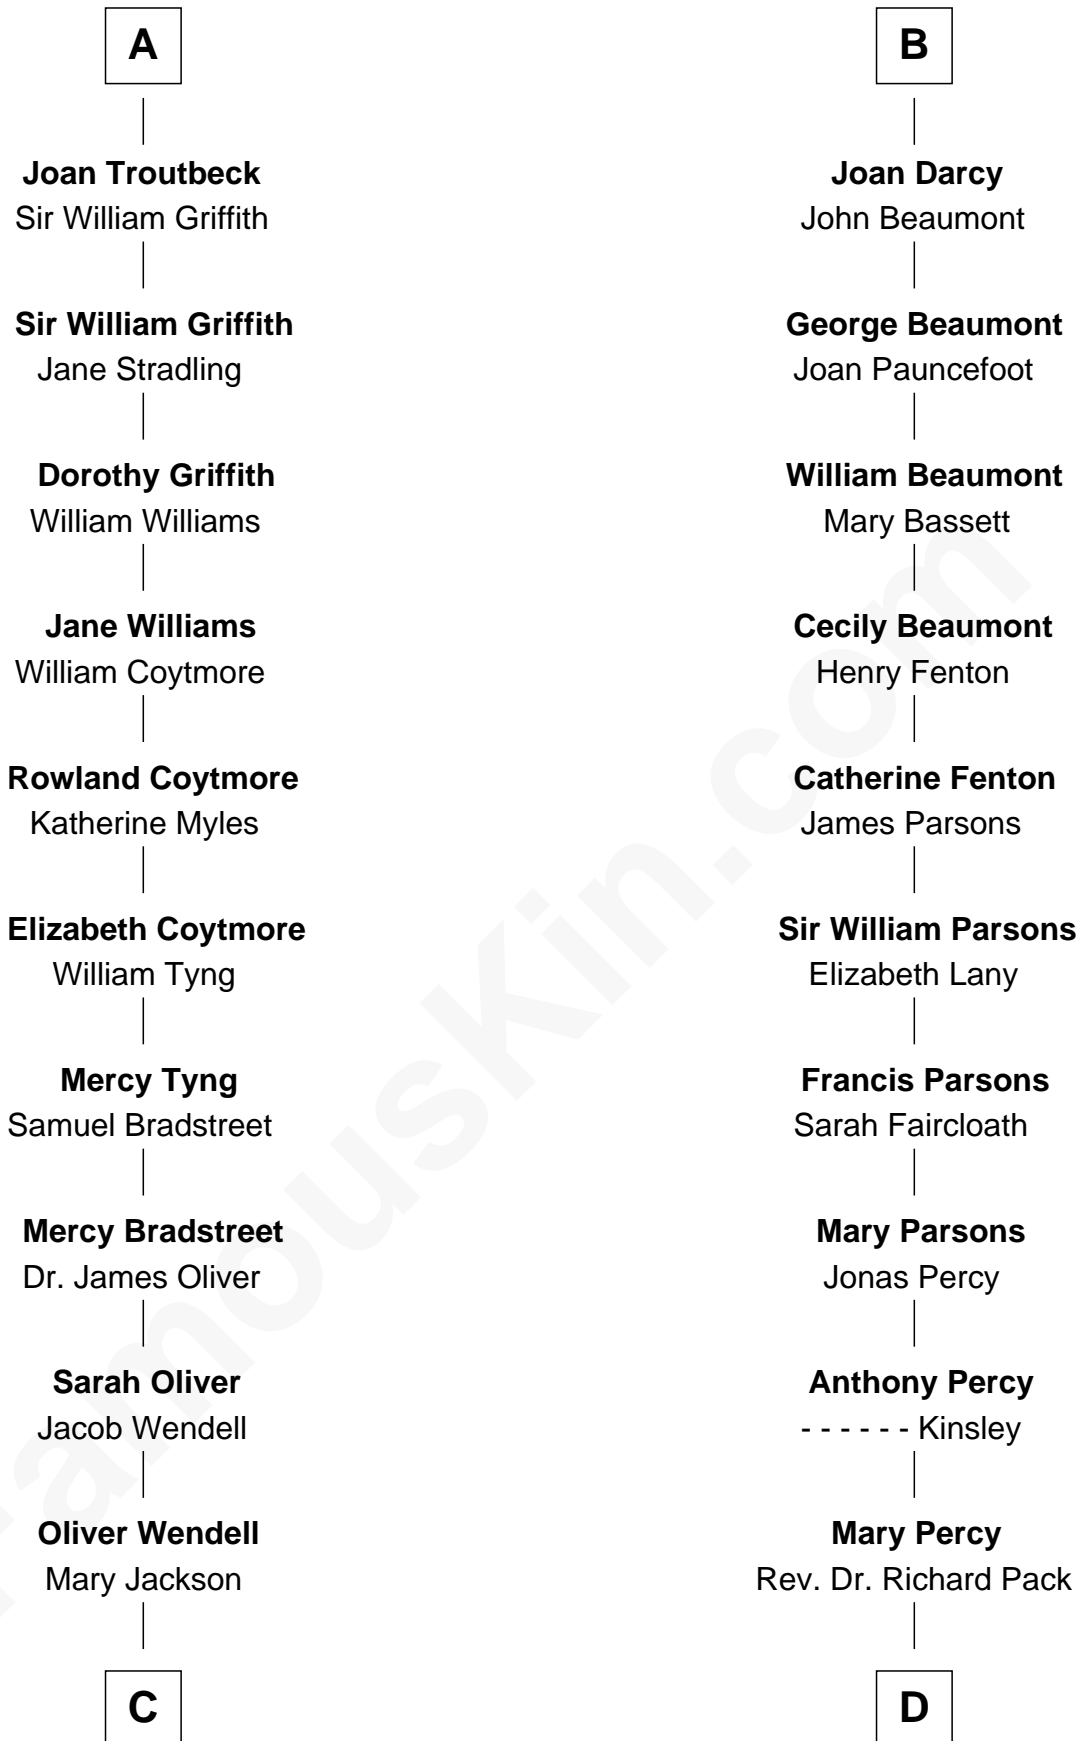 A
Joan Troutbeck
Sir William Griffith
Sir William Griffith
Jane Stradling
Dorothy Griffith
William Williams
Jane Williams
William Coytmore
Rowland Coytmore
Katherine Myles
Elizabeth Coytmore
William Tyng
Mercy Tyng
Samuel Bradstreet
Mercy Bradstreet
Dr. James Oliver
Sarah Oliver
Jacob Wendell
Oliver Wendell
Mary Jackson
C
B
Joan Darcy
John Beaumont
George Beaumont
Joan Pauncefoot
William Beaumont
Mary Bassett
Cecily Beaumont
Henry Fenton
Catherine Fenton
James Parsons
Sir William Parsons
Elizabeth Lany
Francis Parsons
Sarah Faircloath
Mary Parsons
Jonas Percy
Anthony Percy
- - - - - - Kinsley
Mary Percy
Rev. Dr. Richard Pack
D
FamousKin.com